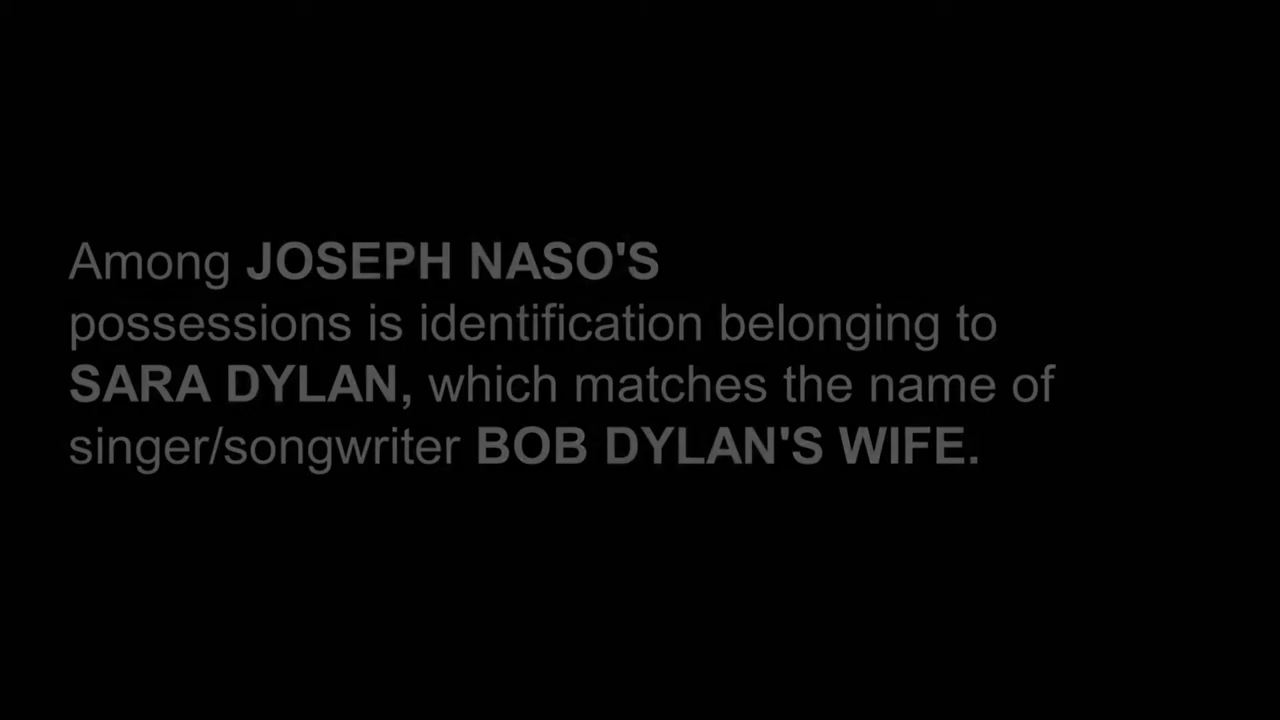 Among JOSEPH NASO'S
possessions is identification belonging to
SARA DYLAN, which matches the name of
singer/songwriter BOB DYLAN'S WIFE.